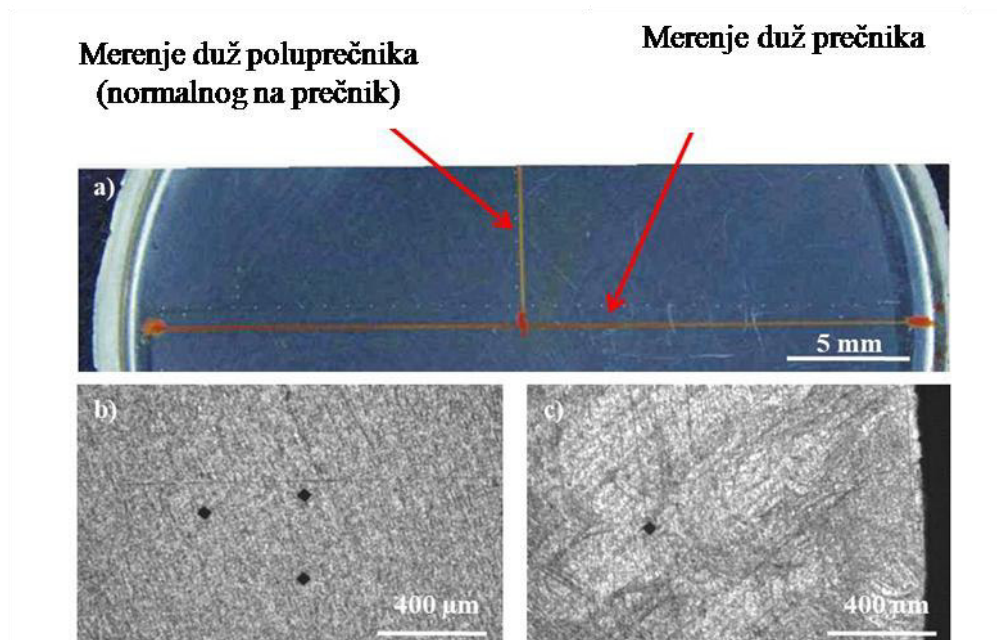 Merenje duž poluprečnika
(normalnog na prečnik)
Merenje duž prečnika
a)
5 mm
b)
400 µm
c)
400 µm